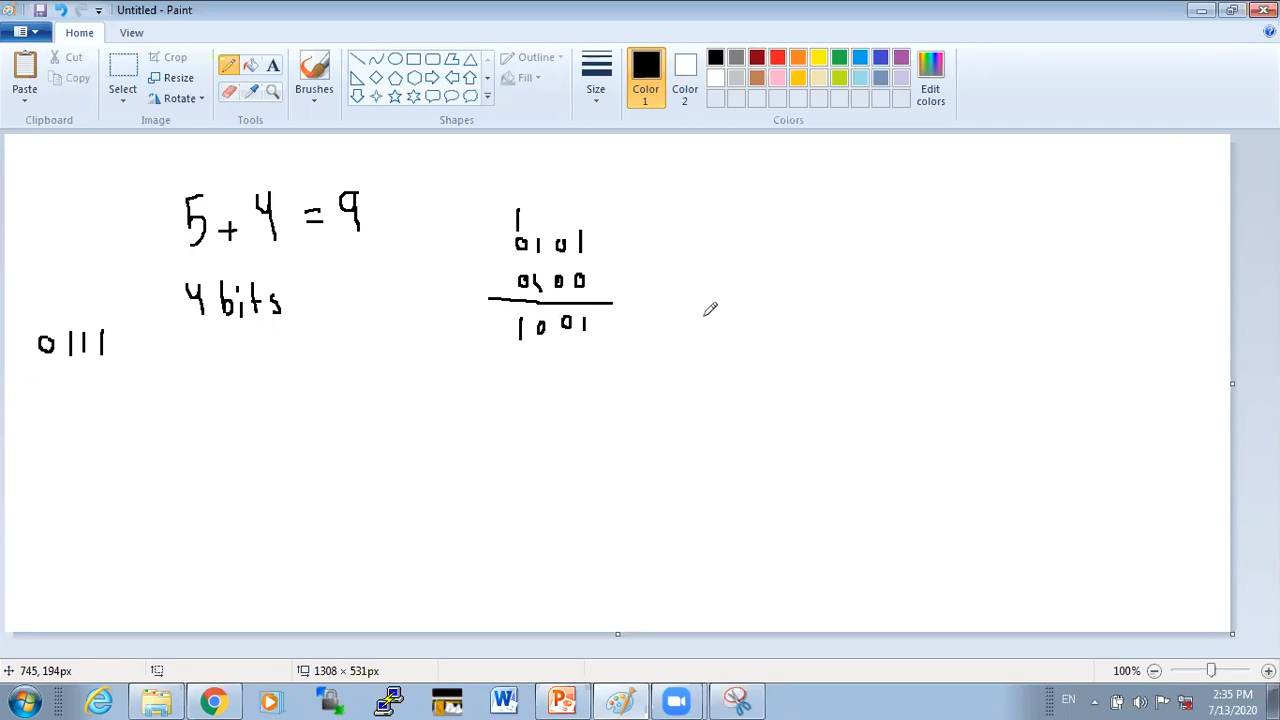 Untitled - Paint
Home View
Paste Cut Copy Select Crop Resize Rotate Brushes Outline Fill Size Color 1 Color 2 Edit colors
Clipboard Image Tools Shapes Colors
5 + 4 = 9
1
0101
4 bits
0100
1001
0111
745, 194px 1308 × 531px 100%
EN 2:35 PM
7/13/2020